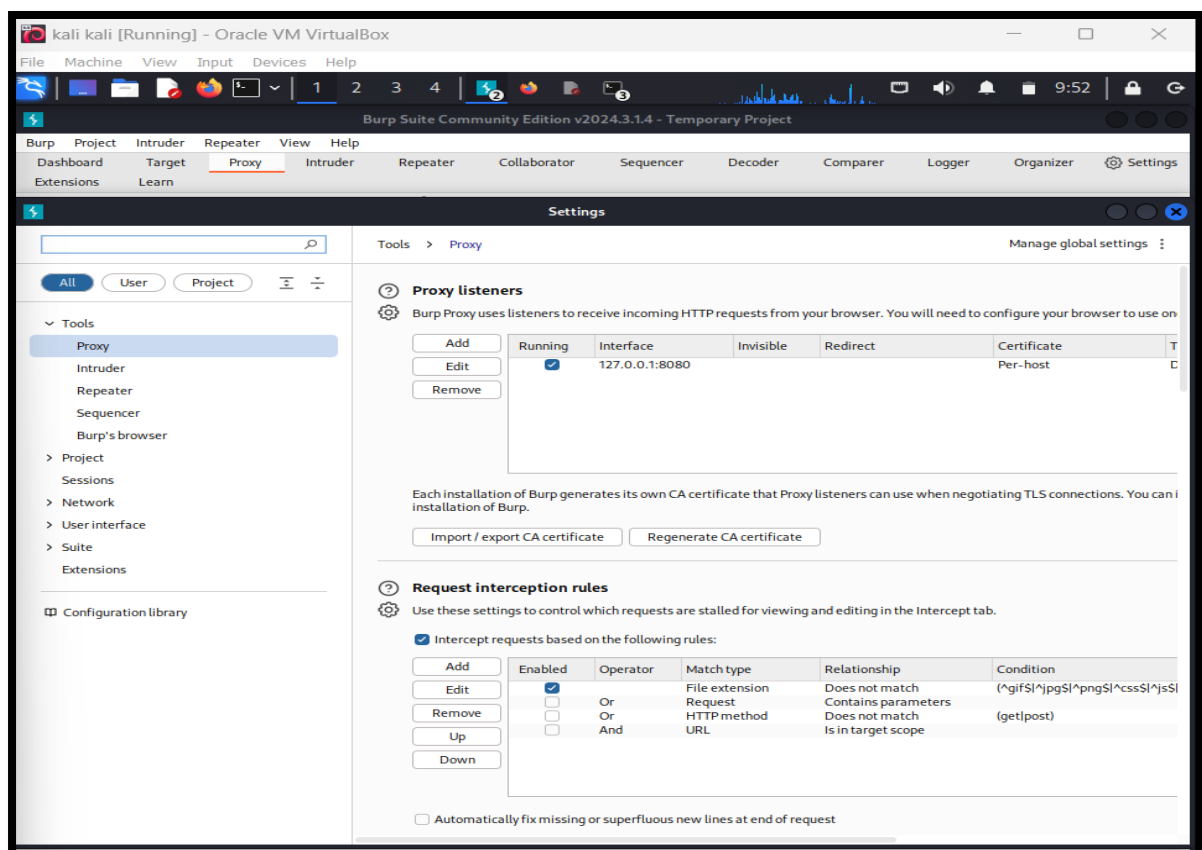 kali kali [Running] - Oracle VM VirtualBox
File Machine View Input Devices Help
1 2 3 4 2 3 9:52
Burp Suite Community Edition v2024.3.1.4 - Temporary Project
Burp Project Intruder Repeater View Help
Dashboard Target Proxy Intruder Repeater Collaborator Sequencer Decoder Comparer Logger Organizer Settings
Extensions Learn
Settings
Tools > Proxy Manage global settings
All User Project
Tools
Proxy
Intruder
Repeater
Sequencer
Burp's browser
Project
Sessions
Network
User interface
Suite
Extensions
Configuration library
Proxy listeners
Burp Proxy uses listeners to receive incoming HTTP requests from your browser. You will need to configure your browser to use on
Add
Edit
Remove
Running Interface Invisible Redirect Certificate T
127.0.0.1:8080 Per-host D
Each installation of Burp generates its own CA certificate that Proxy listeners can use when negotiating TLS connections. You can i
installation of Burp.
Import / export CA certificate Regenerate CA certificate
Request interception rules
Use these settings to control which requests are stalled for viewing and editing in the Intercept tab.
Intercept requests based on the following rules:
Add
Edit
Remove
Up
Down
Enabled Operator Match type Relationship Condition
File extension Does not match (^gif$|^jpg$|^png$|^css$|^js$|
Or Request Contains parameters
Or HTTP method Does not match (get|post)
And URL Is in target scope
Automatically fix missing or superfluous new lines at end of request